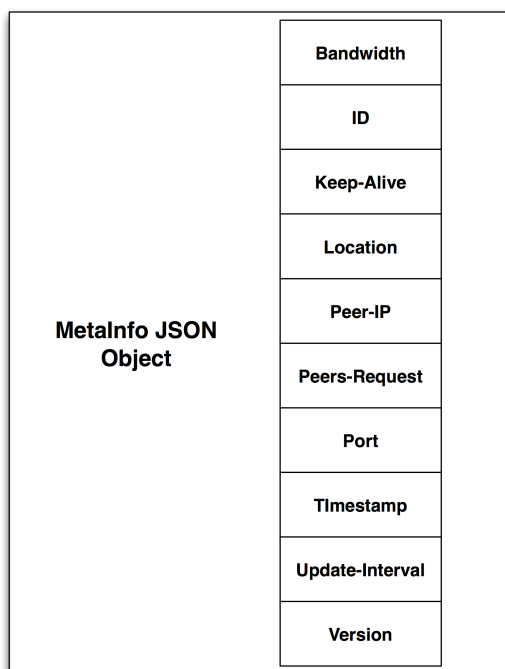 Bandwidth
ID
Keep-Alive
Location
Peer-IP
MetaInfo JSON
Object
Peers-Request
Port
TImestamp
Update-Interval
Version